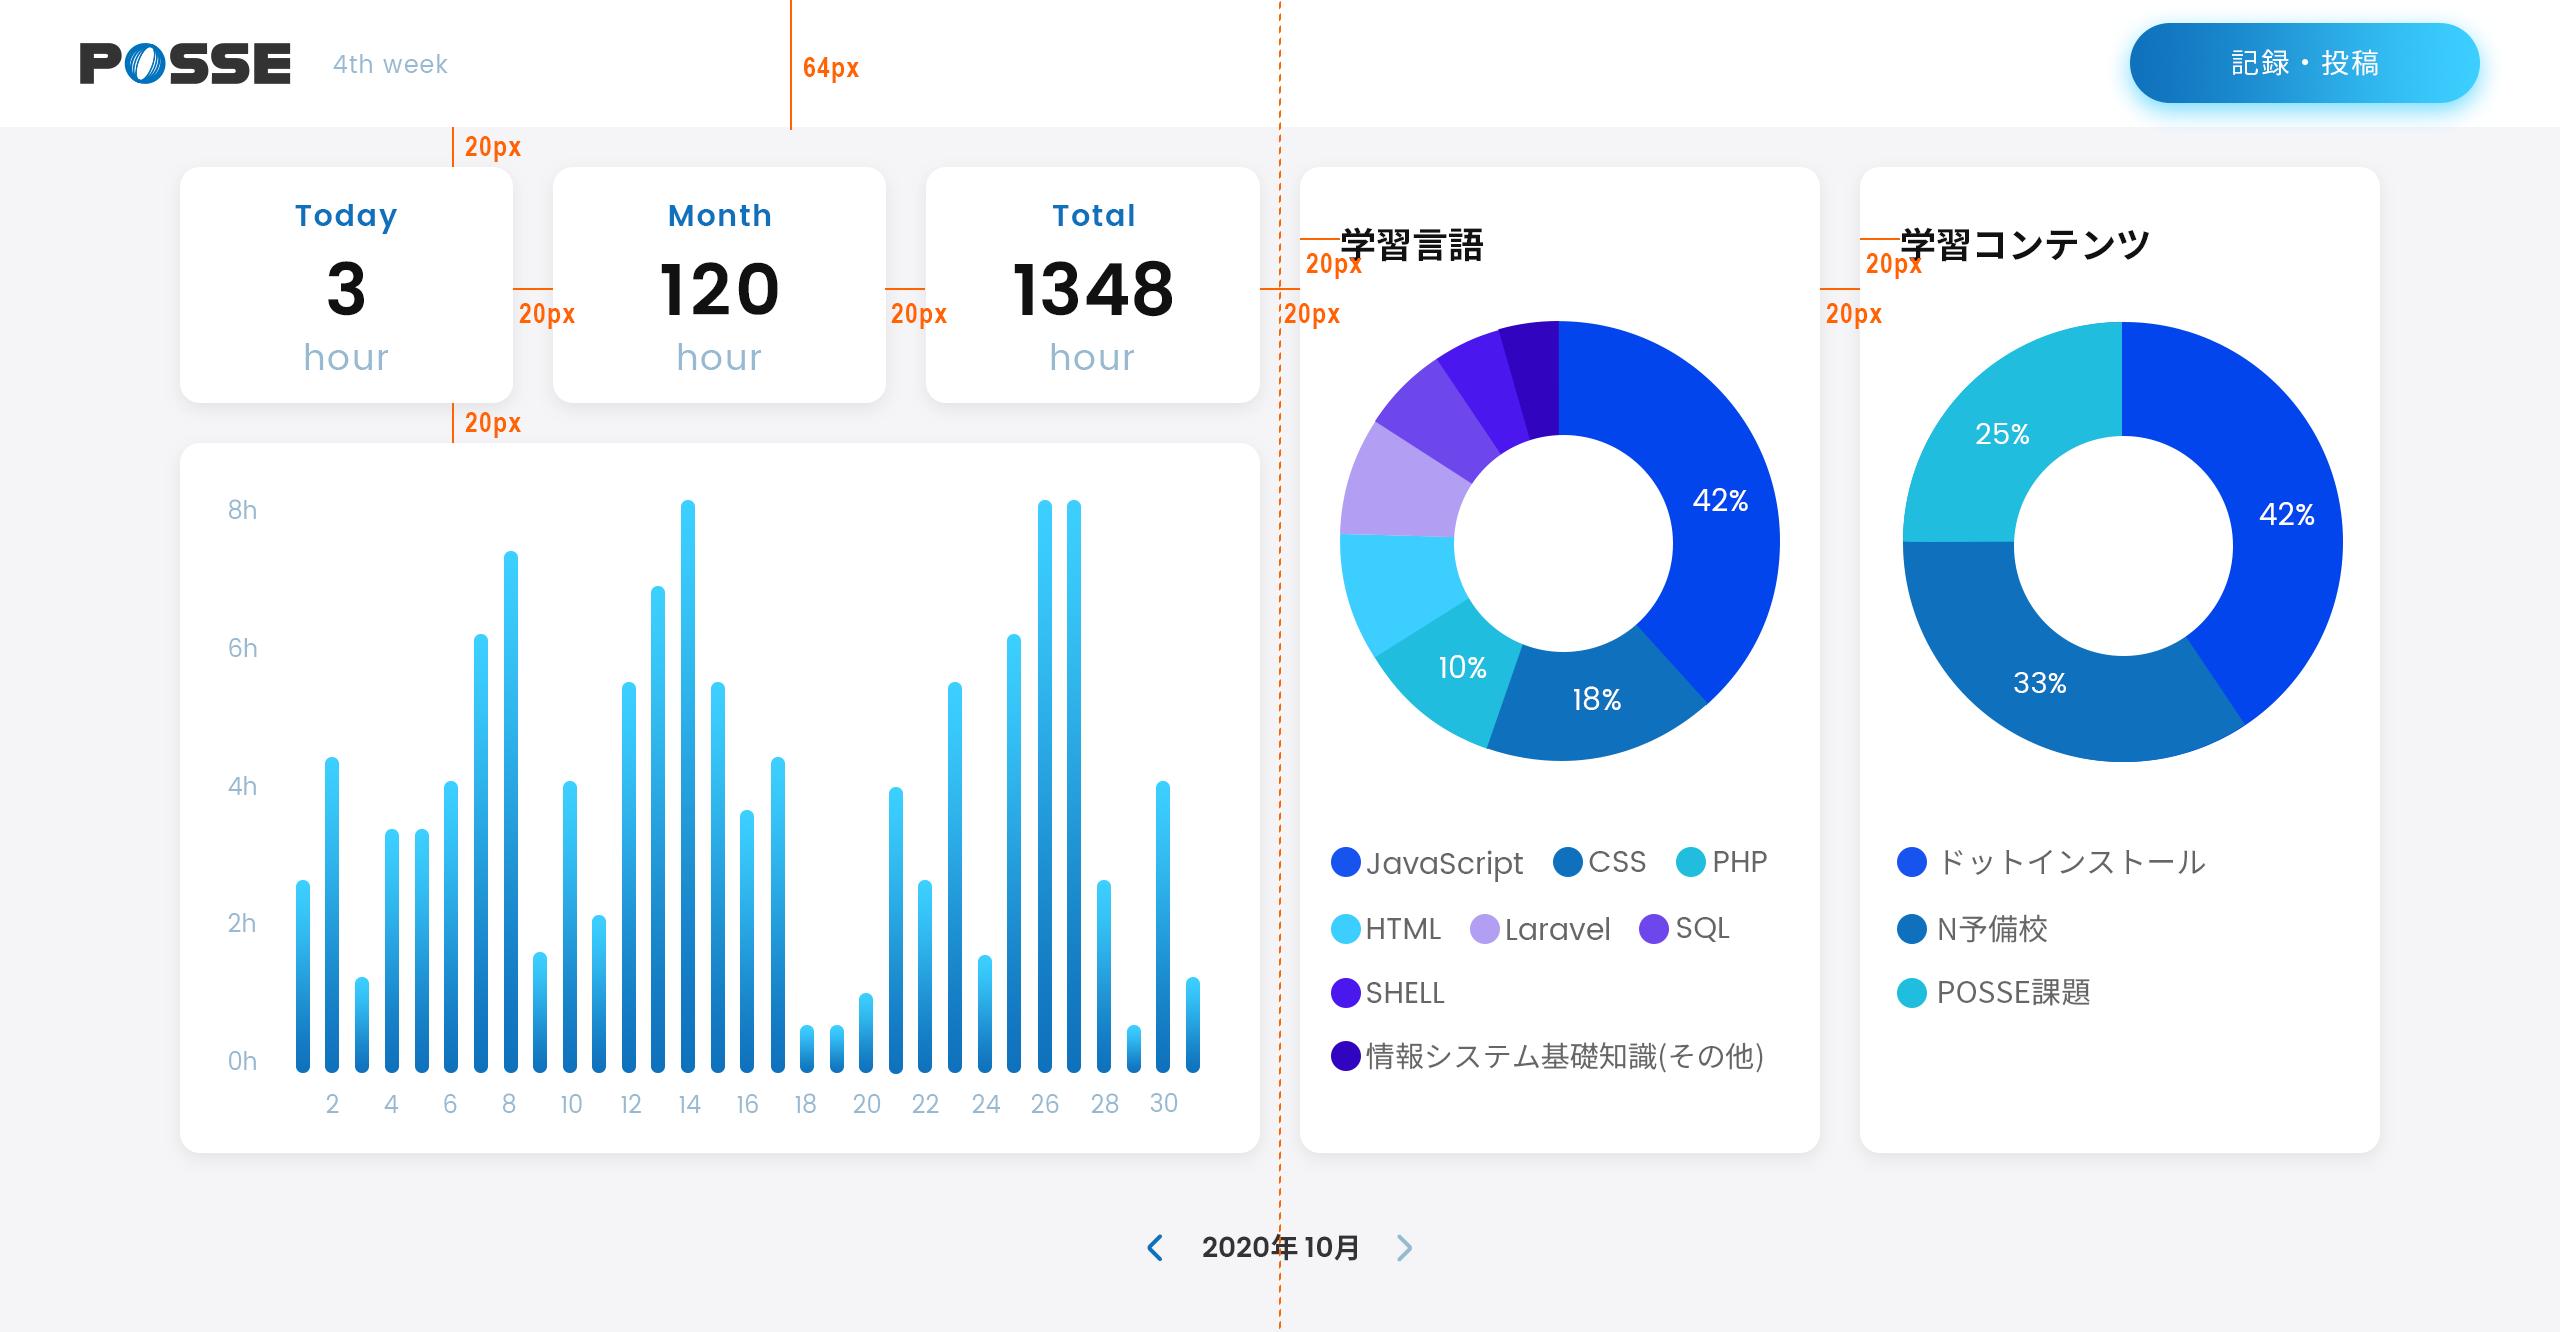 POSSE
4th week
64px
記録・投稿
20px
Today
3
hour
20px
Month
120
hour
20px
Total
1348
hour
20px
20px
8h
6h
4h
2h
0h
2 4 6 8 10 12 14 16 18 20 22 24 26 28 30
学習言語
20px
42%
18%
10%
JavaScript CSS PHP
HTML Laravel SQL
SHELL
情報システム基礎知識(その他)
20px
学習コンテンツ
20px
42%
33%
25%
ドットインストール
N予備校
POSSE課題
2020年 10月